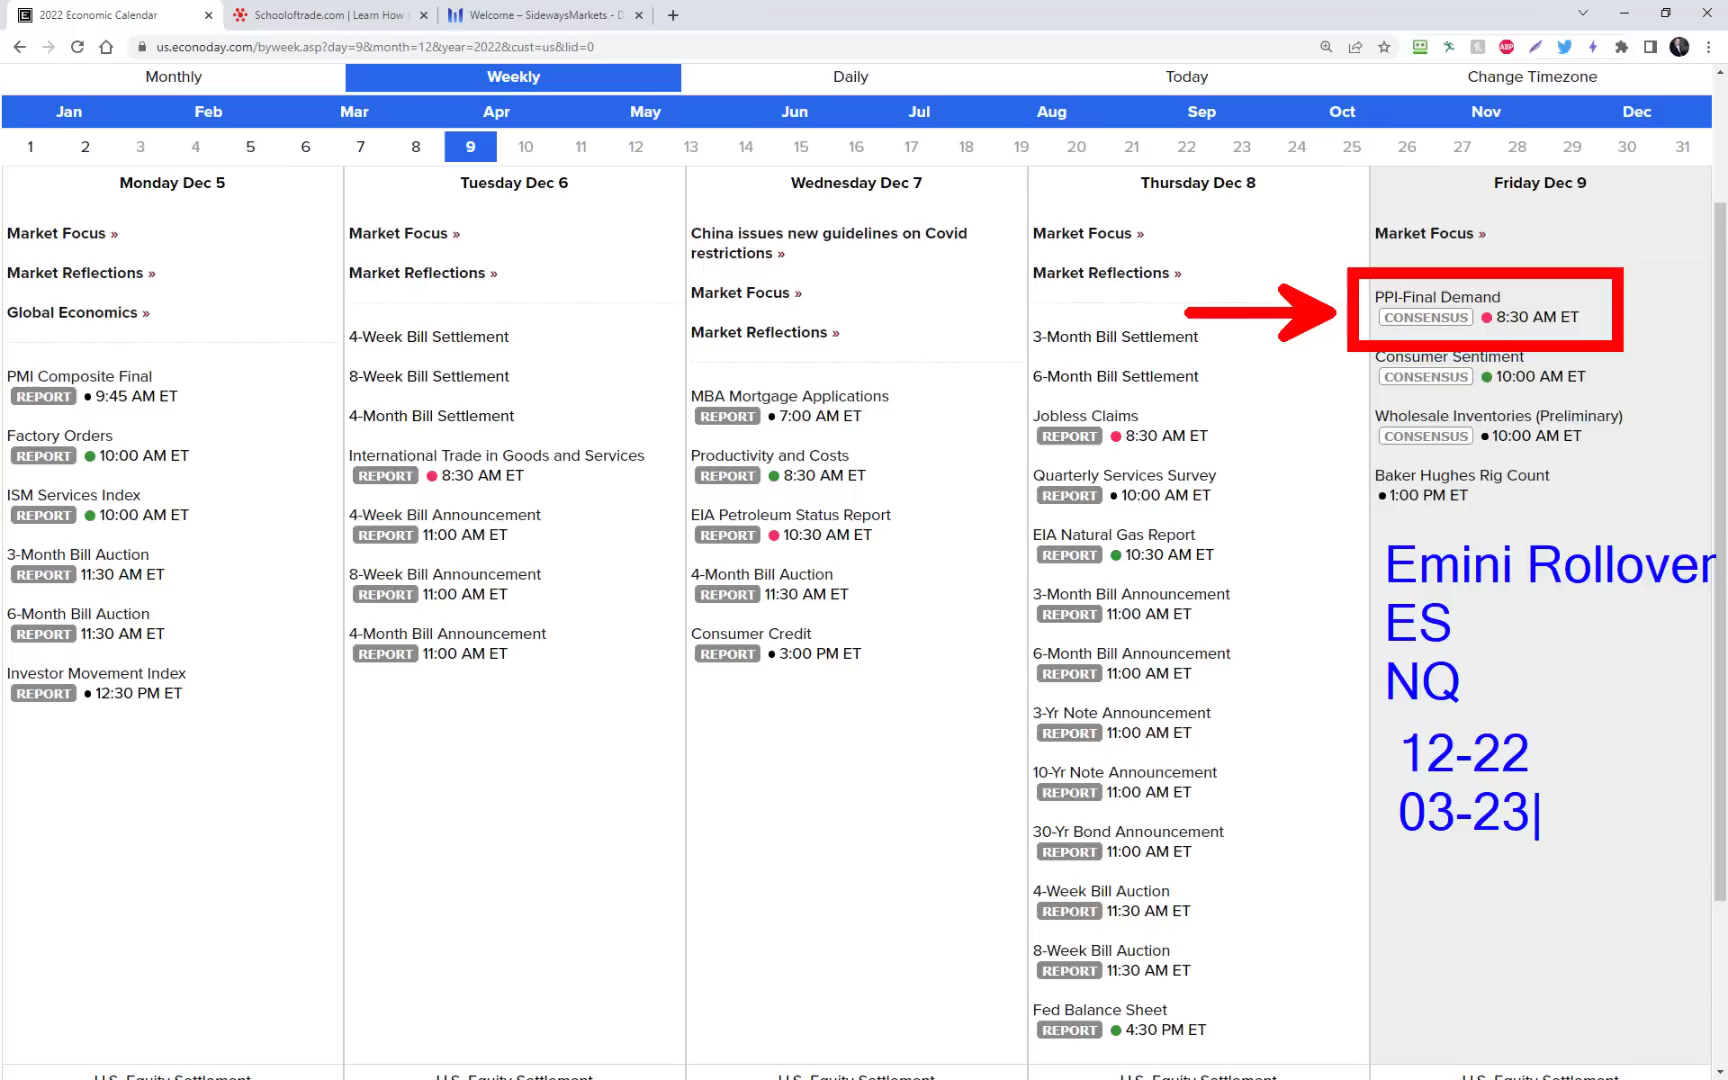 2022 Economic Calendar
Schooloftrade.com | Learn How
Welcome – SidewaysMarkets - D
us.econoday.com/byweek.asp?day=9&month=12&year=2022&cust=us&lid=0
Monthly Weekly Daily Today Change Timezone
Jan Feb Mar Apr May Jun Jul Aug Sep Oct Nov Dec
1 2 3 4 5 6 7 8 9 10 11 12 13 14 15 16 17 18 19 20 21 22 23 24 25 26 27 28 29 30 31
Monday Dec 5
Market Focus »
Market Reflections »
Global Economics »
PMI Composite Final
REPORT 9:45 AM ET
Factory Orders
REPORT 10:00 AM ET
ISM Services Index
REPORT 10:00 AM ET
3-Month Bill Auction
REPORT 11:30 AM ET
6-Month Bill Auction
REPORT 11:30 AM ET
Investor Movement Index
REPORT 12:30 PM ET
U.S. Equity Settlement
Tuesday Dec 6
Market Focus »
Market Reflections »
4-Week Bill Settlement
8-Week Bill Settlement
4-Month Bill Settlement
International Trade in Goods and Services
REPORT 8:30 AM ET
4-Week Bill Announcement
REPORT 11:00 AM ET
8-Week Bill Announcement
REPORT 11:00 AM ET
4-Month Bill Announcement
REPORT 11:00 AM ET
U.S. Equity Settlement
Wednesday Dec 7
China issues new guidelines on Covid
restrictions »
Market Focus »
Market Reflections »
MBA Mortgage Applications
REPORT 7:00 AM ET
Productivity and Costs
REPORT 8:30 AM ET
EIA Petroleum Status Report
REPORT 10:30 AM ET
4-Month Bill Auction
REPORT 11:30 AM ET
Consumer Credit
REPORT 3:00 PM ET
U.S. Equity Settlement
Thursday Dec 8
Market Focus »
Market Reflections »
3-Month Bill Settlement
6-Month Bill Settlement
Jobless Claims
REPORT 8:30 AM ET
Quarterly Services Survey
REPORT 10:00 AM ET
EIA Natural Gas Report
REPORT 10:30 AM ET
3-Month Bill Announcement
REPORT 11:00 AM ET
6-Month Bill Announcement
REPORT 11:00 AM ET
3-Yr Note Announcement
REPORT 11:00 AM ET
10-Yr Note Announcement
REPORT 11:00 AM ET
30-Yr Bond Announcement
REPORT 11:00 AM ET
4-Week Bill Auction
REPORT 11:30 AM ET
8-Week Bill Auction
REPORT 11:30 AM ET
Fed Balance Sheet
REPORT 4:30 PM ET
U.S. Equity Settlement
Friday Dec 9
Market Focus »
PPI-Final Demand
CONSENSUS 8:30 AM ET
Consumer Sentiment
CONSENSUS 10:00 AM ET
Wholesale Inventories (Preliminary)
CONSENSUS 10:00 AM ET
Baker Hughes Rig Count
1:00 PM ET
Emini Rollover
ES
NQ
12-22
03-23
U.S. Equity Settlement